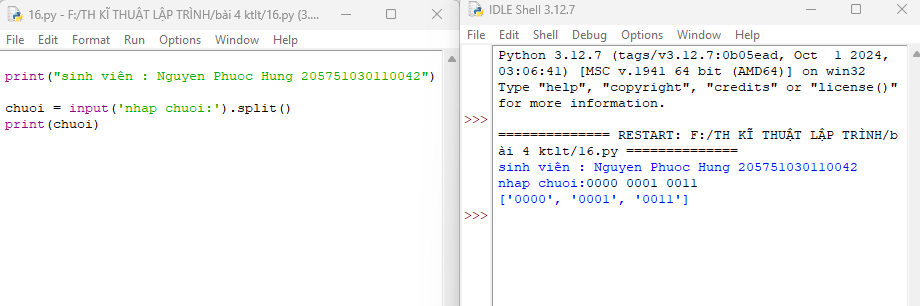 16.py - F:/TH KĨ THUẬT LẬP TRÌNH/bài 4 ktlt/16.py (3....
File Edit Format Run Options Window Help
print("sinh viên : Nguyen Phuoc Hung 205751030110042")
chuoi = input('nhap chuoi:').split()
print(chuoi)
IDLE Shell 3.12.7
File Edit Shell Debug Options Window Help
Python 3.12.7 (tags/v3.12.7:0b05ead, Oct  1 2024,
03:06:41) [MSC v.1941 64 bit (AMD64)] on win32
Type "help", "copyright", "credits" or "license()"
for more information.
>>>
============== RESTART: F:/TH KĨ THUẬT LẬP TRÌNH/b
ài 4 ktlt/16.py ==============
sinh viên : Nguyen Phuoc Hung 205751030110042
nhap chuoi:0000 0001 0011
['0000', '0001', '0011']
>>>